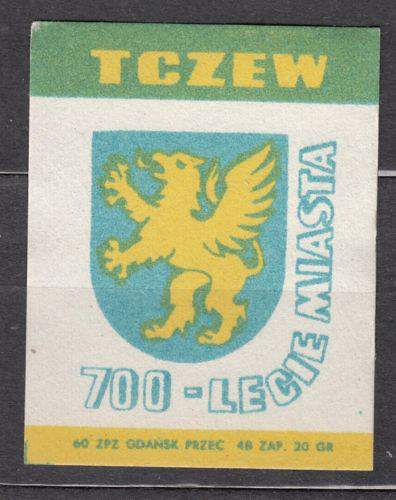 TCZEW
700-LECIE MIASTA
60 ZPZ GDAŃSK PRZEC 48 ZAP. 20 GR